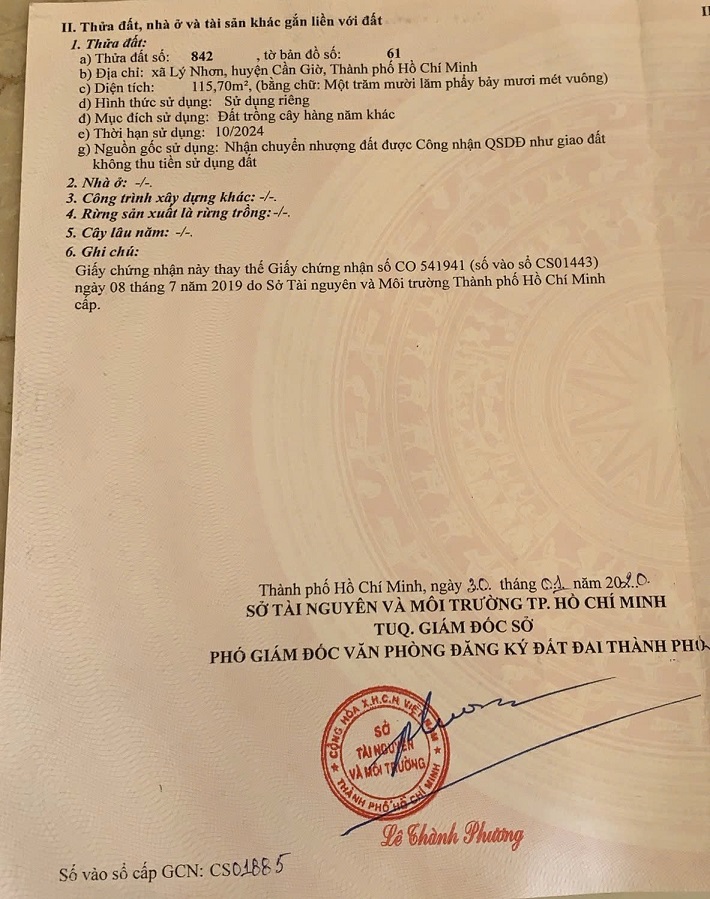 II. Thửa đất, nhà ở và tài sản khác gắn liền với đất
1. Thửa đất:
a) Thửa đất số: 842 , tờ bản đồ số: 61
b) Địa chỉ: xã Lý Nhơn, huyện Cần Giờ, Thành phố Hồ Chí Minh
c) Diện tích: 115,70m², (bằng chữ: Một trăm mười lăm phẩy bảy mươi mét vuông)
d) Hình thức sử dụng: Sử dụng riêng
đ) Mục đích sử dụng: Đất trồng cây hàng năm khác
e) Thời hạn sử dụng: 10/2024
g) Nguồn gốc sử dụng: Nhận chuyển nhượng đất được Công nhận QSDĐ như giao đất
không thu tiền sử dụng đất
2. Nhà ở: -/-.
3. Công trình xây dựng khác: -/-.
4. Rừng sản xuất là rừng trồng: -/-.
5. Cây lâu năm: -/-.
6. Ghi chú:
Giấy chứng nhận này thay thế Giấy chứng nhận số CO 541941 (số vào sổ CS01443)
ngày 08 tháng 7 năm 2019 do Sở Tài nguyên và Môi trường Thành phố Hồ Chí Minh
cấp.
Thành phố Hồ Chí Minh, ngày 30 tháng 01 năm 2020
SỞ TÀI NGUYÊN VÀ MÔI TRƯỜNG TP. HỒ CHÍ MINH
TUQ. GIÁM ĐỐC SỞ
PHÓ GIÁM ĐỐC VĂN PHÒNG ĐĂNG KÝ ĐẤT ĐAI THÀNH PHỐ
CỘNG HÒA X.H.C.N VIỆT NAM
SỞ
TÀI NGUYÊN
VÀ MÔI TRƯỜNG
THÀNH PHỐ HỒ CHÍ MINH
Lê Thành Phương
Số vào sổ cấp GCN: CS01885